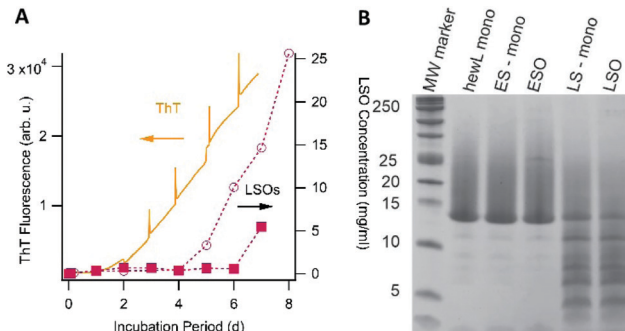 A
B
ThT Fluorescence (arb. u.)
3 x10⁴
2
1
ThT
LSOs
25
20
15
10
5
0
LSO Concentration (mg/ml)
0
2
4
6
8
Incubation Period (d)
MW marker
hewL mono
ES - mono
ESO
LS - mono
LSO
250
25
20
15
10
5